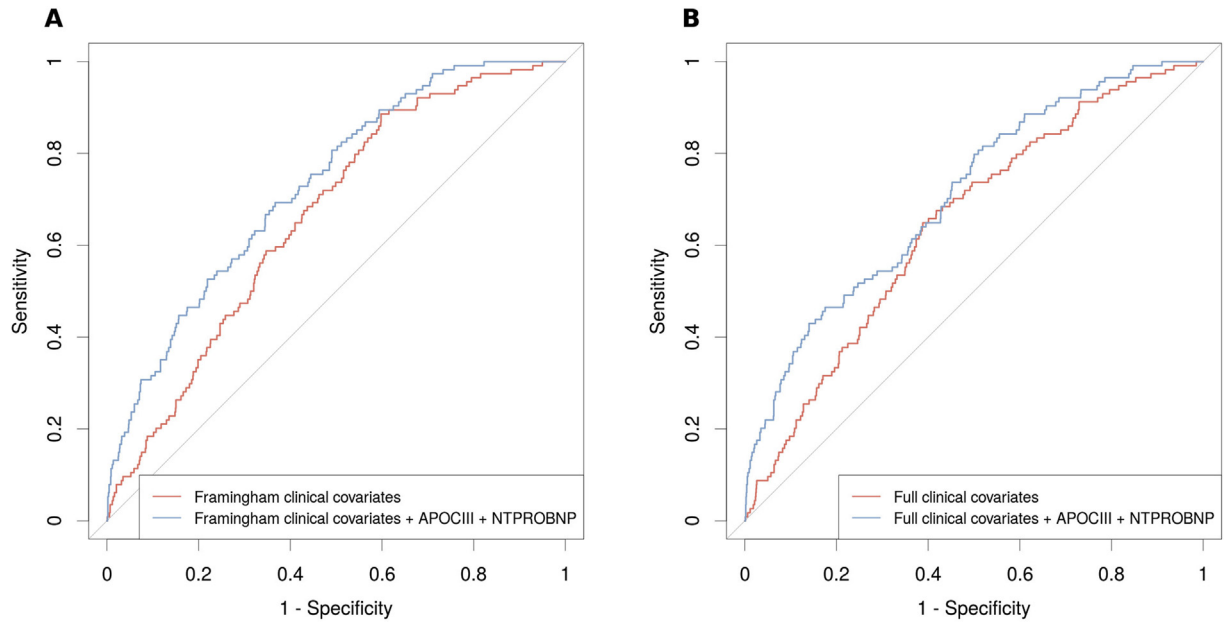 A
1
0.8
0.6
0.4
0.2
0
Sensitivity
Framingham clinical covariates
Framingham clinical covariates + APOCIII + NTPROBNP
0 0.2 0.4 0.6 0.8 1
1 - Specificity
B
1
0.8
0.6
0.4
0.2
0
Sensitivity
Full clinical covariates
Full clinical covariates + APOCIII + NTPROBNP
0 0.2 0.4 0.6 0.8 1
1 - Specificity